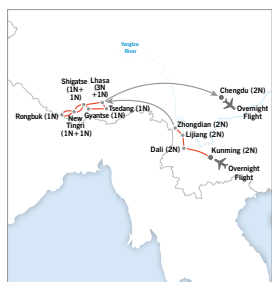 Yangtze
River
Lhasa
(3N
+1N)
Shigatse
(1N+
1N)
Chengdu (2N)
Overnight
Flight
Tsedang (1N)
Gyantse (1N)
Rongbuk (1N)
New
Tingri
(1N+1N)
Zhongdian (2N)
Lijiang (2N)
Dali (2N)
Kunming (2N)
Overnight
Flight